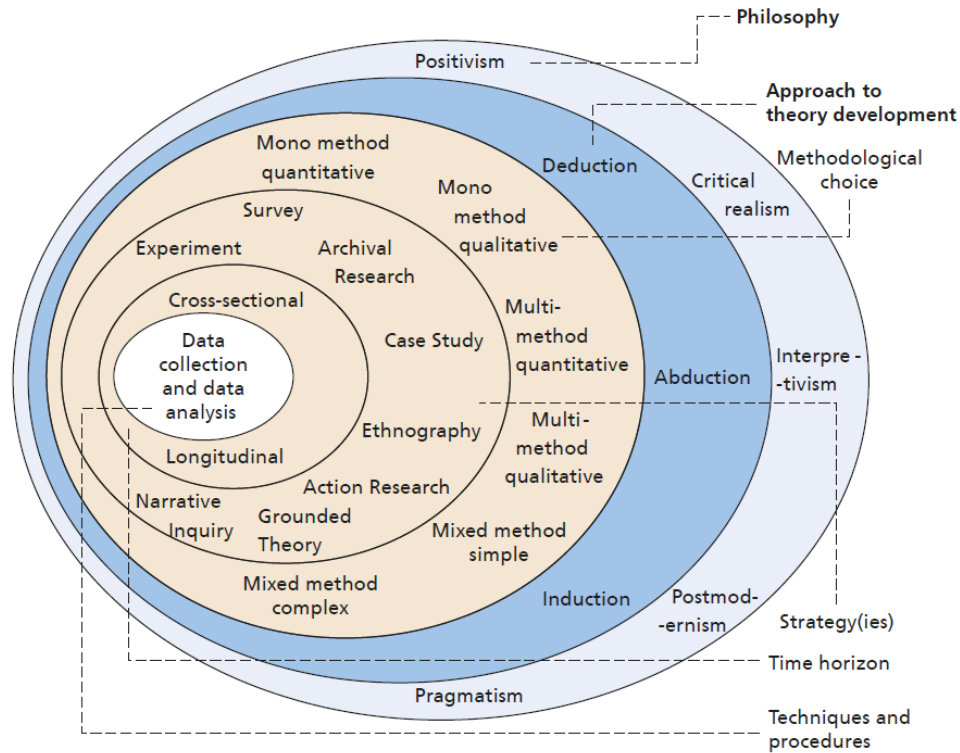 Philosophy
Positivism
Approach to
theory development
Mono method
quantitative
Deduction
Methodological
choice
Critical
realism
Mono
method
qualitative
Survey
Experiment
Archival
Research
Cross-sectional
Multi-
method
quantitative
Data
collection
and data
analysis
Case Study
Interpre -
-tivism
Abduction
Ethnography
Multi-
method
qualitative
Longitudinal
Action Research
Narrative
Inquiry
Grounded
Theory
Mixed method
simple
Mixed method
complex
Induction
Postmod-
-ernism
Strategy(ies)
Time horizon
Pragmatism
Techniques and
procedures